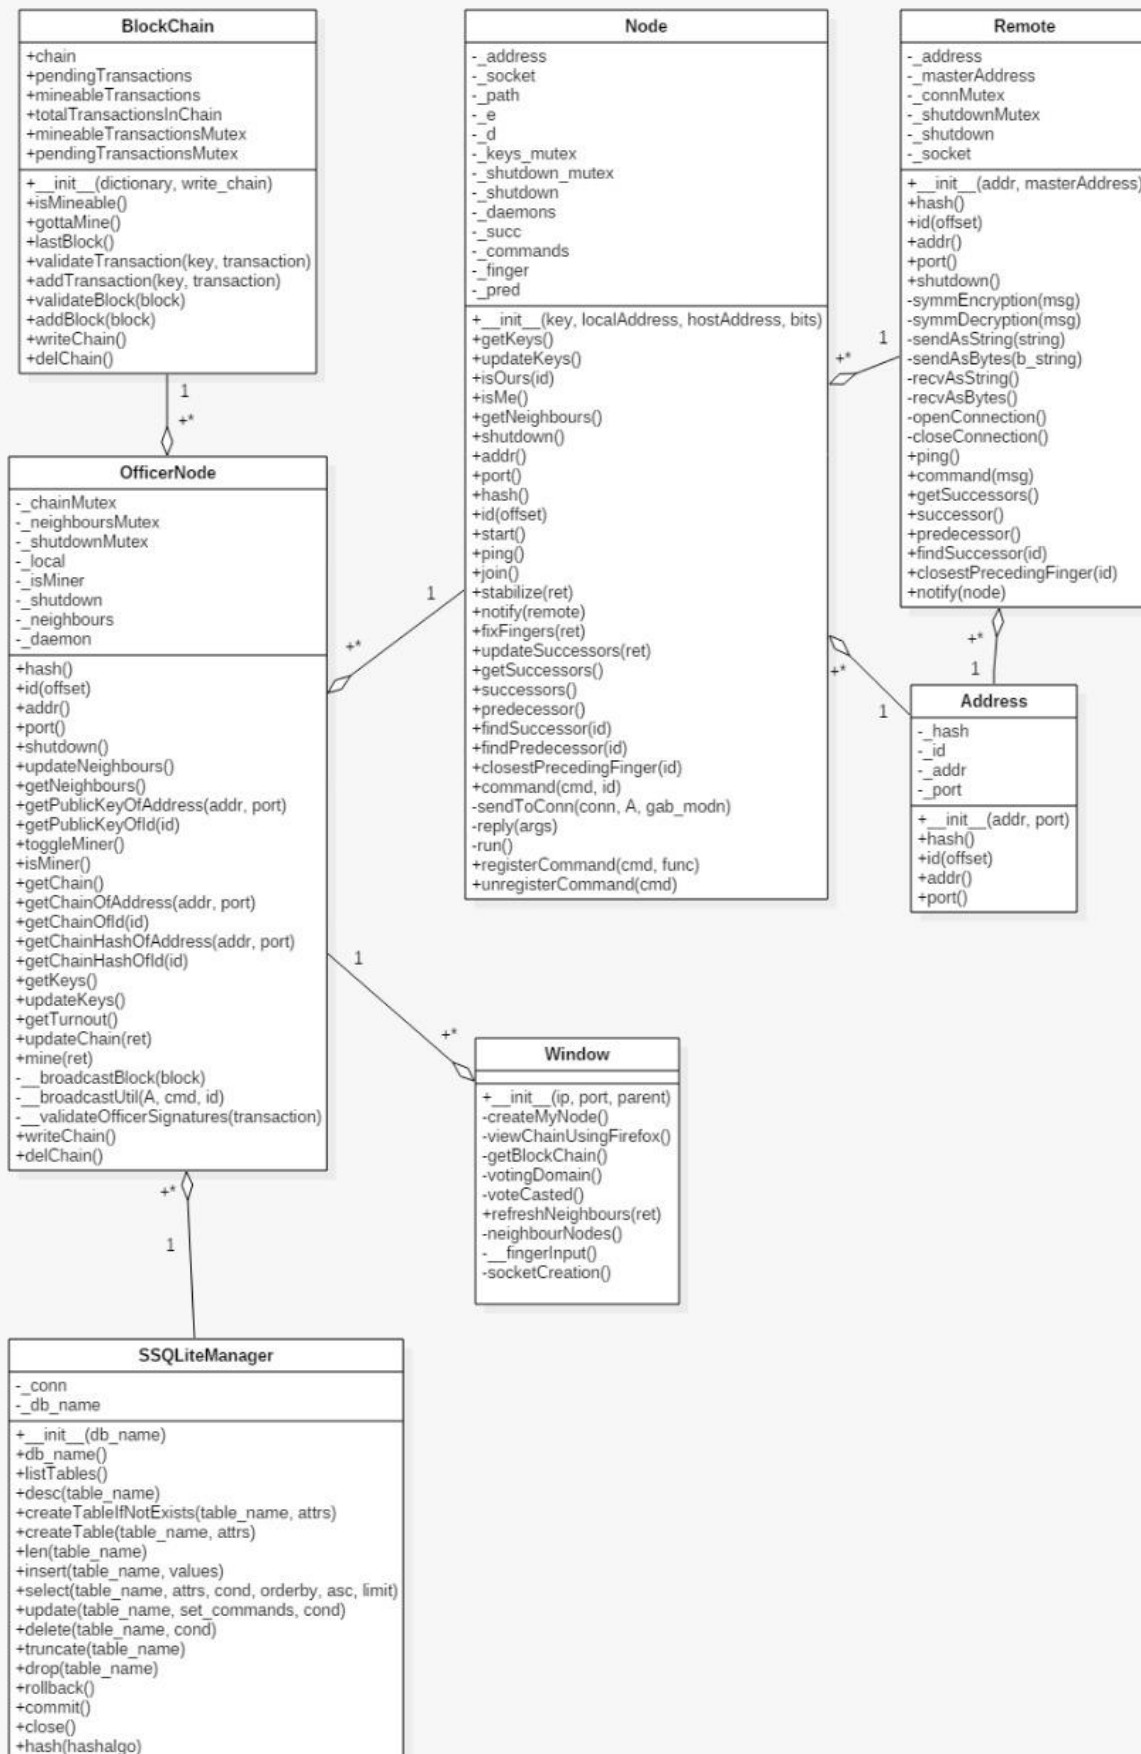 BlockChain
+chain
+pendingTransactions
+mineableTransactions
+totalTransactionsInChain
+mineableTransactionsMutex
+pendingTransactionsMutex
+__init__(dictionary, write_chain)
+isMineable()
+gottaMine()
+lastBlock()
+validateTransaction(key, transaction)
+addTransaction(key, transaction)
+validateBlock(block)
+addBlock(block)
+writeChain()
+delChain()
1
+*
OfficerNode
-_chainMutex
-_neighboursMutex
-_shutdownMutex
-_local
-_isMiner
-_shutdown
-_neighbours
-_daemon
+hash()
+id(offset)
+addr()
+port()
+shutdown()
+updateNeighbours()
+getNeighbours()
+getPublicKeyOfAddress(addr, port)
+getPublicKeyOfId(id)
+toggleMiner()
+isMiner()
+getChain()
+getChainOfAddress(addr, port)
+getChainOfId(id)
+getChainHashOfAddress(addr, port)
+getChainHashOfId(id)
+getKeys()
+updateKeys()
+getTurnout()
+updateChain(ret)
+mine(ret)
-__broadcastBlock(block)
-__broadcastUtil(A, cmd, id)
-__validateOfficerSignatures(transaction)
+writeChain()
+delChain()
1
+*
Node
-_address
-_socket
-_path
-_e
-_d
-_keys_mutex
-_shutdown_mutex
-_shutdown
-_daemons
-_succ
-_commands
-_finger
-_pred
+__init__(key, localAddress, hostAddress, bits)
+getKeys()
+updateKeys()
+isOurs(id)
+isMe()
+getNeighbours()
+shutdown()
+addr()
+port()
+hash()
+id(offset)
+start()
+ping()
+join()
+stabilize(ret)
+notify(remote)
+fixFingers(ret)
+updateSuccessors(ret)
+getSuccessors()
+successors()
+predecessor()
+findSuccessor(id)
+findPredecessor(id)
+closestPrecedingFinger(id)
+command(cmd, id)
-sendToConn(conn, A, gab_modn)
-reply(args)
-run()
+registerCommand(cmd, func)
+unregisterCommand(cmd)
1
+*
Remote
-_address
-_masterAddress
-_connMutex
-_shutdownMutex
-_shutdown
-_socket
+__init__(addr, masterAddress)
+hash()
+id(offset)
+addr()
+port()
+shutdown()
-symmEncryption(msg)
-symmDecryption(msg)
-sendAsString(string)
-sendAsBytes(b_string)
-recvAsString()
-recvAsBytes()
-openConnection()
-closeConnection()
+ping()
+command(msg)
+getSuccessors()
+successor()
+predecessor()
+findSuccessor(id)
+closestPrecedingFinger(id)
+notify(node)
+*
1
+*
1
Address
-_hash
-_id
-_addr
-_port
+__init__(addr, port)
+hash()
+id(offset)
+addr()
+port()
1
+*
Window
+__init__(ip, port, parent)
-createMyNode()
-viewChainUsingFirefox()
-getBlockChain()
-votingDomain()
-voteCasted()
+refreshNeighbours(ret)
-neighbourNodes()
-__fingerInput()
-socketCreation()
+*
1
SSQLiteManager
-_conn
-_db_name
+__init__(db_name)
+db_name()
+listTables()
+desc(table_name)
+createTableIfNotExists(table_name, attrs)
+createTable(table_name, attrs)
+len(table_name)
+insert(table_name, values)
+select(table_name, attrs, cond, orderby, asc, limit)
+update(table_name, set_commands, cond)
+delete(table_name, cond)
+truncate(table_name)
+drop(table_name)
+rollback()
+commit()
+close()
+hash(hashalgo)